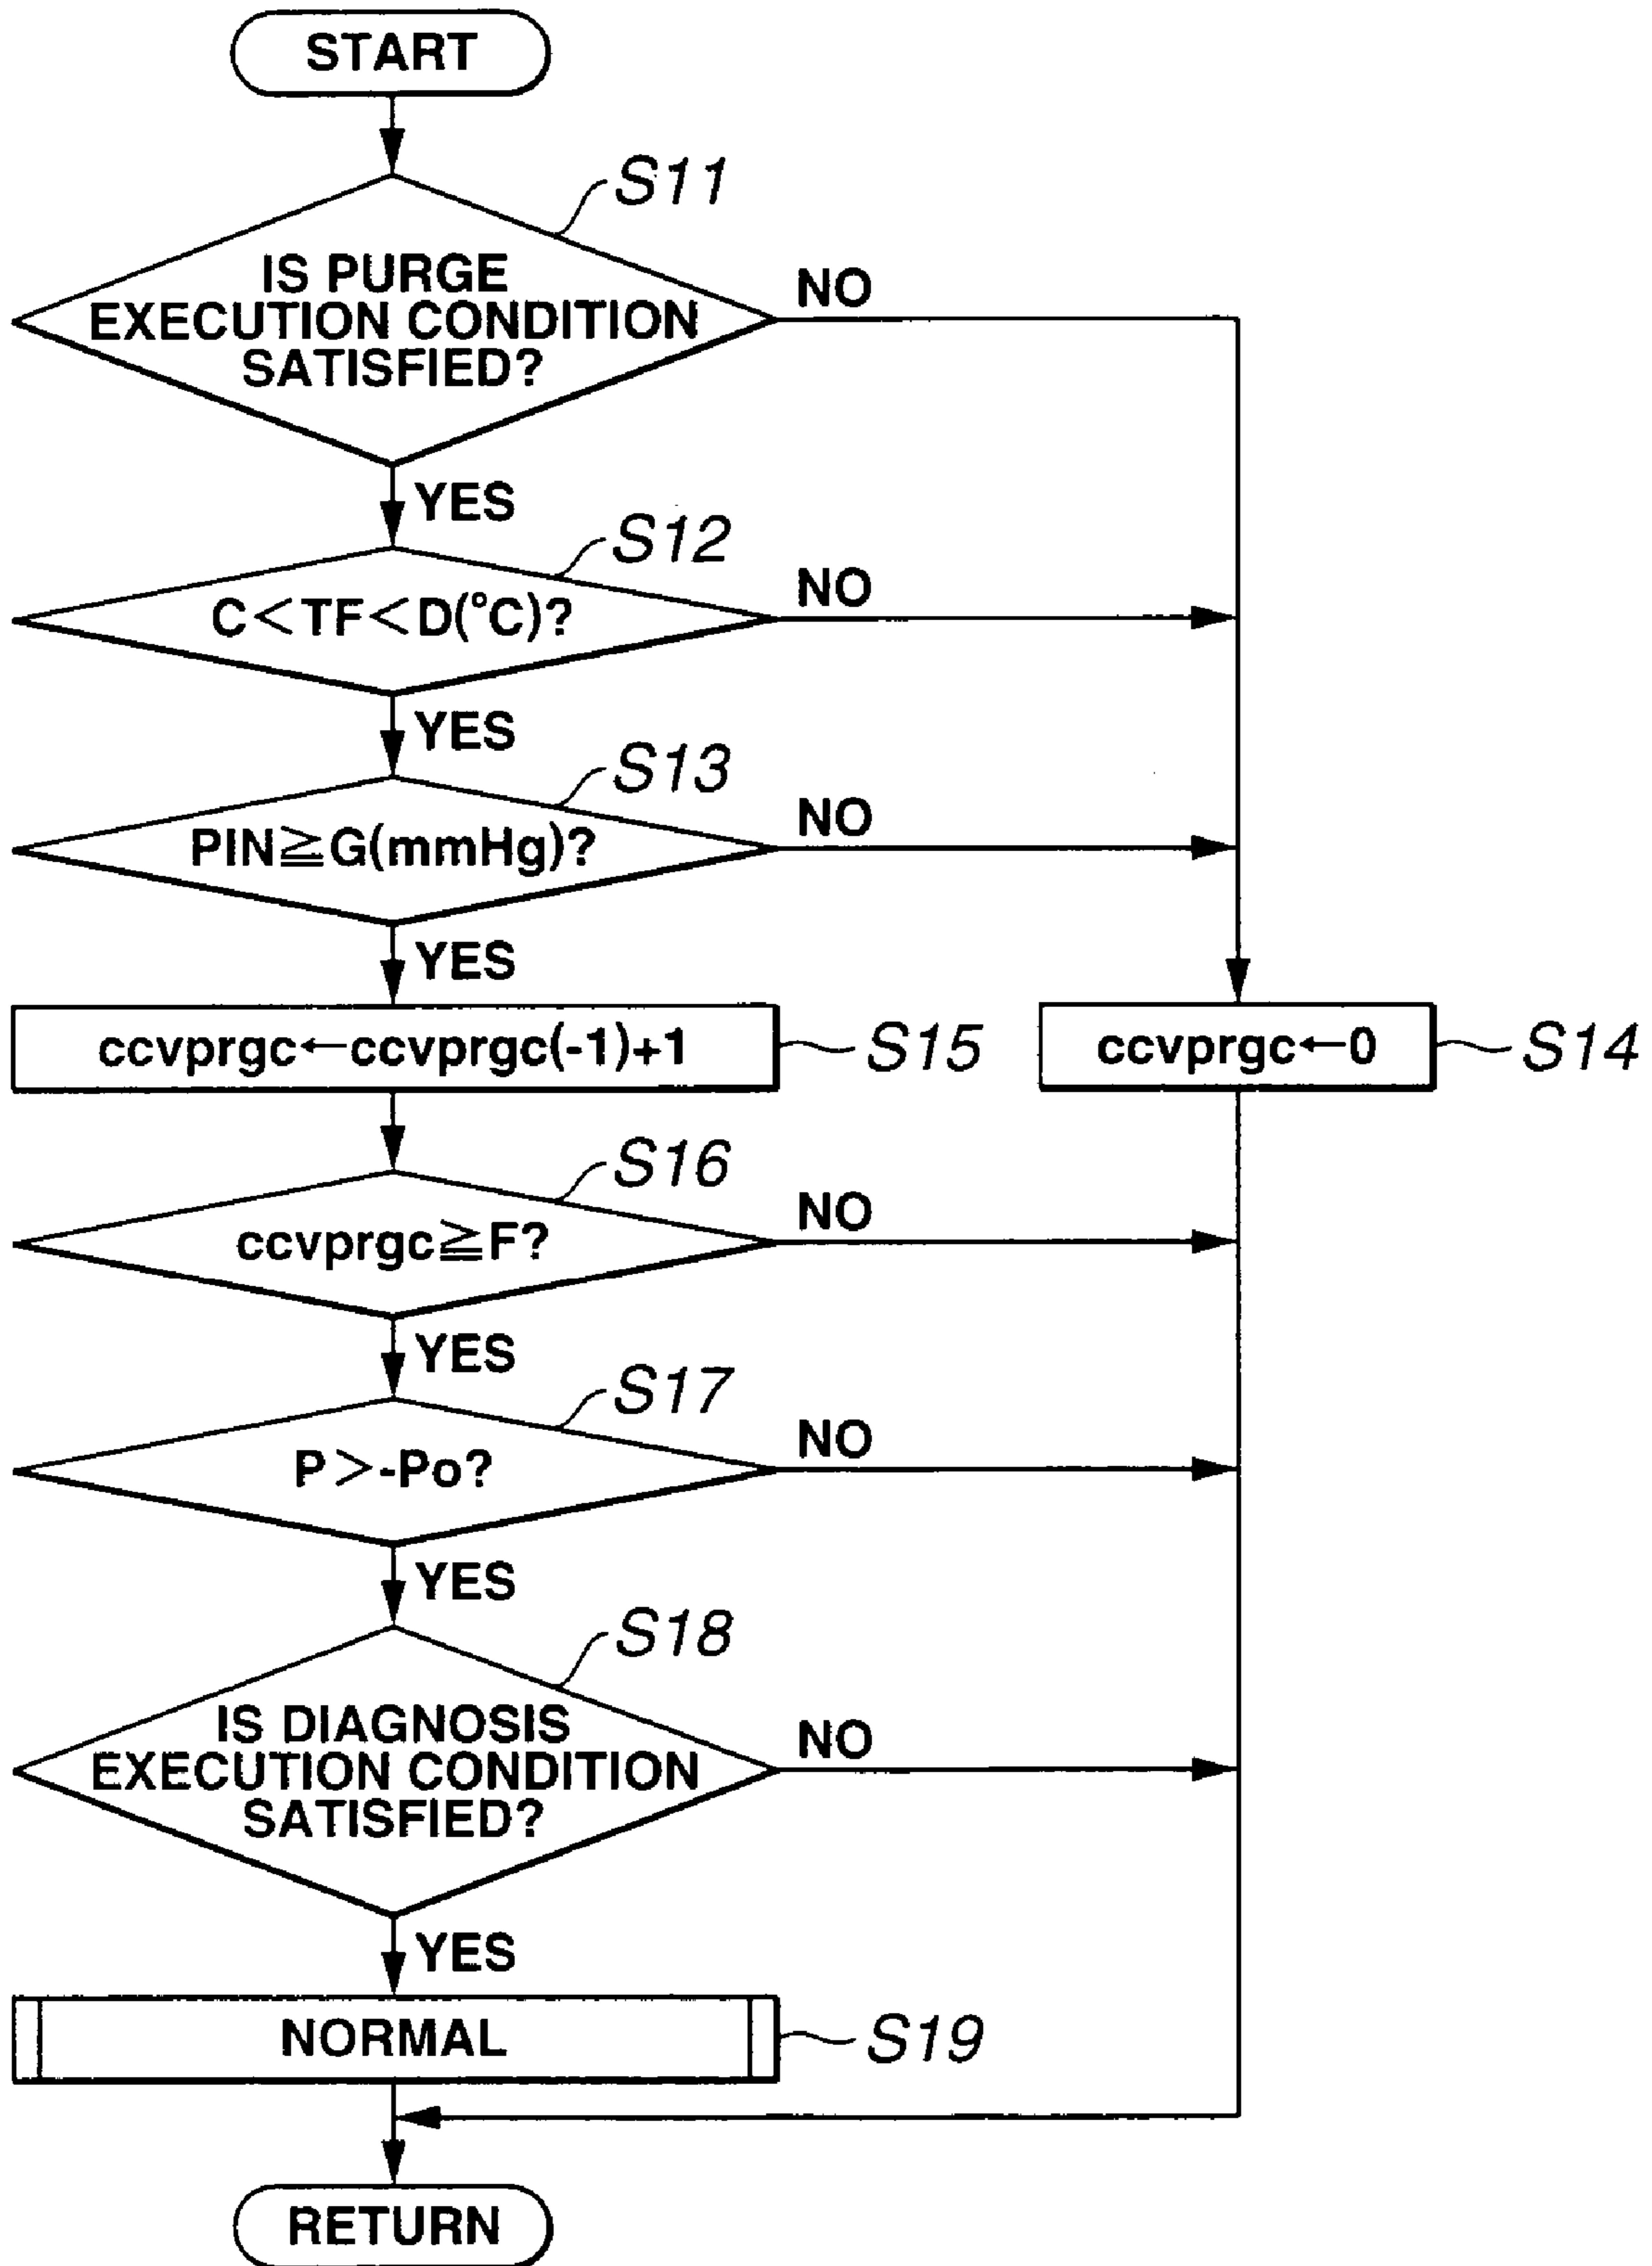 START
S11
IS PURGE
EXECUTION CONDITION
SATISFIED?
NO
YES
S12
C<TF<D(°C)?
NO
YES
S13
PIN≧G(mmHg)?
NO
YES
ccvprgc←ccvprgc(-1)+1
S15
ccvprgc←0
S14
S16
ccvprgc≧F?
NO
YES
S17
P>-Po?
NO
YES
S18
IS DIAGNOSIS
EXECUTION CONDITION
SATISFIED?
NO
YES
NORMAL
S19
RETURN